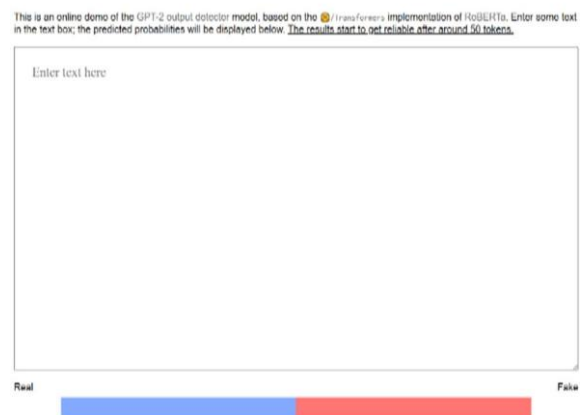 This is an online demo of the GPT-2 output detector model, based on the 🤗/Transformers implementation of RoBERTa. Enter some text
in the text box; the predicted probabilities will be displayed below. The results start to get reliable after around 50 tokens.
Enter text here
Real Fake